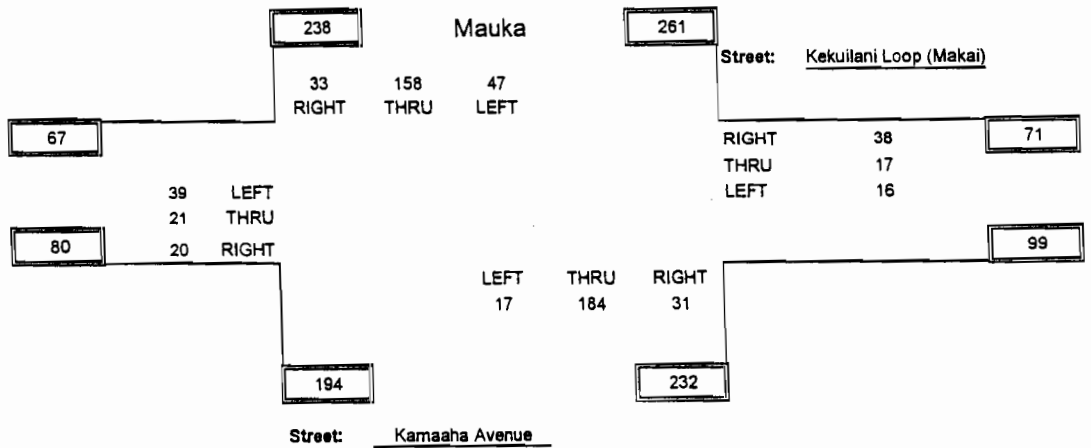 238 Mauka 261
Street: Kekuilani Loop (Makai)
33 158 47
RIGHT THRU LEFT
67
RIGHT 38 71
THRU 17
LEFT 16
39 LEFT
21 THRU
80 20 RIGHT
99
LEFT THRU RIGHT
17 184 31
194 232
Street: Kamaaha Avenue